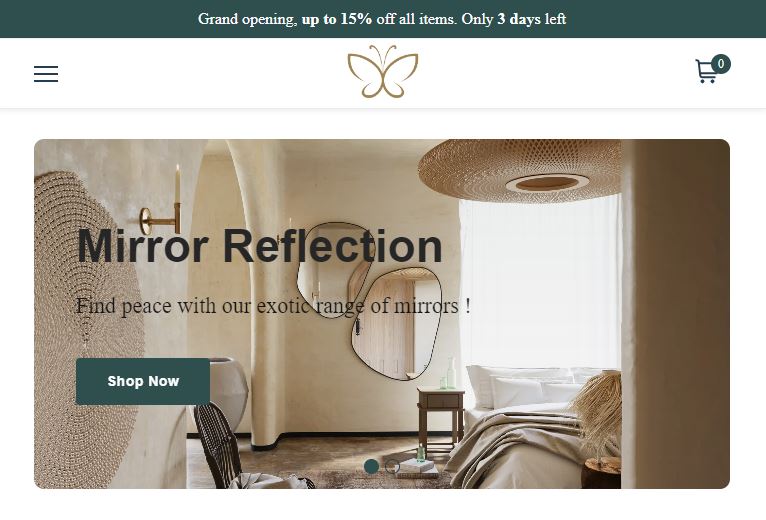 Grand opening, up to 15% off all items. Only 3 days left
0
Mirror Reflection
Find peace with our exotic range of mirrors !
Shop Now